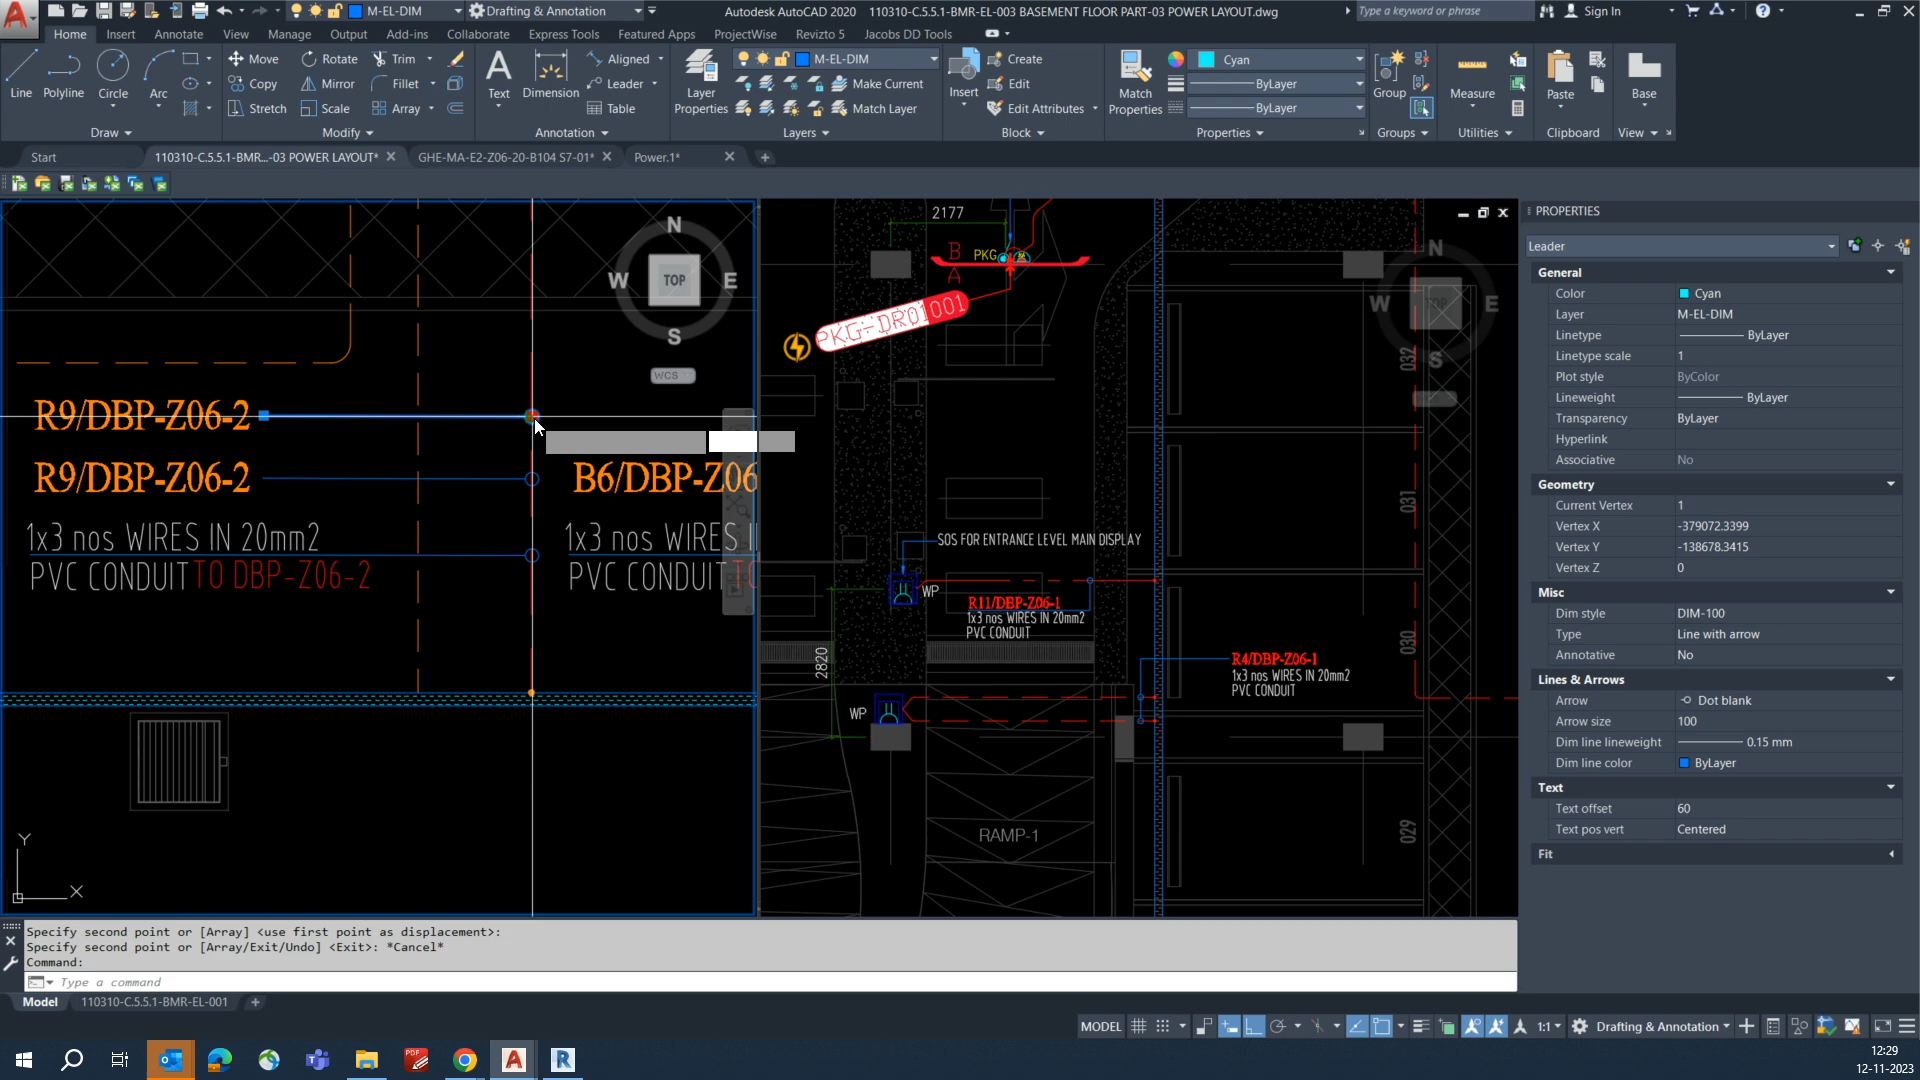 M-EL-DIM
Drafting & Annotation
Autodesk AutoCAD 2020 110310-C.5.5.1-BMR-EL-003 BASEMENT FLOOR PART-03 POWER LAYOUT.dwg
Type a keyword or phrase
Sign In
Home Insert Annotate View Manage Output Add-ins Collaborate Express Tools Featured Apps ProjectWise Revizto 5 Jacobs DD Tools
Line Polyline Circle Arc
Move Rotate Trim
Copy Mirror Fillet
Stretch Scale Array
Text Dimension
Aligned
Leader
Table
Layer Properties
M-EL-DIM
Make Current
Match Layer
Insert
Create
Edit
Edit Attributes
Match Properties
Cyan
ByLayer
ByLayer
Group Measure Paste Base
Draw Modify Annotation Layers Block Properties Groups Utilities Clipboard View
Start
110310-C.5.5.1-BMR...-03 POWER LAYOUT*
GHE-MA-E2-Z06-20-B104 S7-01*
Power.1*
N
W TOP E
S
WCS
R9/DBP-Z06-2
R9/DBP-Z06-2
B6/DBP-Z06
1x3 nos WIRES IN 20mm2
PVC CONDUIT TO DBP-Z06-2
1x3 nos WIRES I
PVC CONDUIT
Y
X
2177
B
PKG
A
PKG-DR01001
SOS FOR ENTRANCE LEVEL MAIN DISPLAY
WP
R11/DBP-Z06-1
1x3 nos WIRES IN 20mm2
PVC CONDUIT
2820
R4/DBP-Z06-1
1x3 nos WIRES IN 20mm2
PVC CONDUIT
WP
RAMP-1
N
W TOP E
S
032
031
030
029
PROPERTIES
Leader
General
Color Cyan
Layer M-EL-DIM
Linetype ByLayer
Linetype scale 1
Plot style ByColor
Lineweight ByLayer
Transparency ByLayer
Hyperlink
Associative No
Geometry
Current Vertex 1
Vertex X -379072.3399
Vertex Y -138678.3415
Vertex Z 0
Misc
Dim style DIM-100
Type Line with arrow
Annotative No
Lines & Arrows
Arrow Dot blank
Arrow size 100
Dim line lineweight 0.15 mm
Dim line color ByLayer
Text
Text offset 60
Text pos vert Centered
Fit
Specify second point or [Array] <use first point as displacement>:
Specify second point or [Array/Exit/Undo] <Exit>: *Cancel*
Command:
Type a command
Model 110310-C.5.5.1-BMR-EL-001
MODEL
1:1
Drafting & Annotation
12:29
12-11-2023